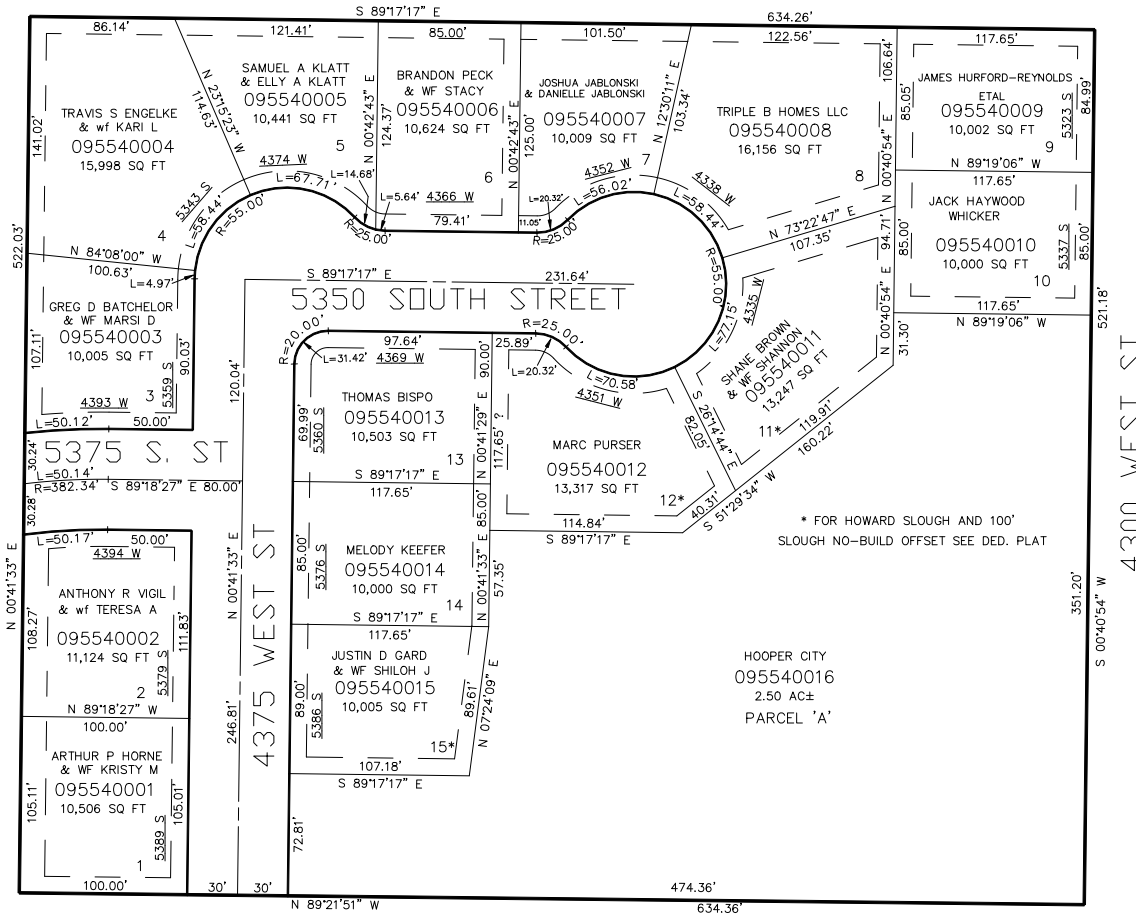 S 89°17'17" E
634.26'
86.14'
121.41'
85.00'
101.50'
122.56'
106.64'
117.65'
N 23°15'23" W
114.63'
SAMUEL A KLATT
& ELLY A KLATT
095540005
10,441 SQ FT
5
N 00°42'43" E
124.37'
BRANDON PECK
& WF STACY
095540006
10,624 SQ FT
6
N 00°42'43" E
125.00'
JOSHUA JABLONSKI
& DANIELLE JABLONSKI
095540007
10,009 SQ FT
7
N 12°30'11" E
103.34'
TRIPLE B HOMES LLC
095540008
16,156 SQ FT
8
N 00°40'54" E
85.05'
JAMES HURFORD-REYNOLDS
ETAL
095540009
10,002 SQ FT
9
5323 S
84.99'
N 89°19'06" W
117.65'
141.02'
TRAVIS S ENGELKE
& wf KARI L
095540004
15,998 SQ FT
4
5343 S
L=58.44'
R=55.00'
4374 W
L=67.71'
L=14.68'
R=25.00'
L=5.64'
4366 W
79.41'
11.05'
L=20.32'
R=25.00'
4352 W
L=56.02'
4338 W
L=58.44'
R=55.00'
N 73°22'47" E
107.35'
94.71'
85.00'
JACK HAYWOOD
WHICKER
095540010
10,000 SQ FT
10
5337 S
85.00'
117.65'
N 89°19'06" W
522.03'
N 84°08'00" W
100.63'
L=4.97'
GREG D BATCHELOR
& WF MARSI D
095540003
10,005 SQ FT
3
107.11'
90.03'
5359 S
4393 W
L=50.12'
50.00'
S 89°17'17" E
231.64'
5350 SOUTH STREET
R=20.00'
L=31.42'
97.64'
4369 W
R=25.00'
25.89'
L=20.32'
L=70.58'
4351 W
L=77.15'
4335 W
N 00°40'54" E
31.30'
SHANE BROWN
& WF SHANNON
095540011
13,247 SQ FT
11*
119.91'
160.22'
521.18'
4300 WEST ST
120.04'
69.99'
5360 S
THOMAS BISPO
095540013
10,503 SQ FT
13
90.00'
N 00°41'29" E
117.65' ?
MARC PURSER
095540012
13,317 SQ FT
12*
S 26°14'44" E
82.05'
40.31'
S 51°29'34" W
114.84'
S 89°17'17" E
30.24'
5375 S. ST
L=50.14'
R=382.34' S 89°18'27" E 80.00'
30.28'
L=50.17'
50.00'
4394 W
S 89°17'17" E
117.65'
85.00'
5376 S
MELODY KEEFER
095540014
10,000 SQ FT
14
85.00'
N 00°41'33" E
57.35'
* FOR HOWARD SLOUGH AND 100'
SLOUGH NO-BUILD OFFSET SEE DED. PLAT
N 00°41'33" E
ANTHONY R VIGIL
& wf TERESA A
095540002
11,124 SQ FT
2
108.27'
111.83'
5379 S
N 89°18'27" W
100.00'
N 00°41'33" E
246.81'
4375 WEST ST
S 89°17'17" E
117.65'
JUSTIN D GARD
& WF SHILOH J
095540015
10,005 SQ FT
15*
89.00'
5386 S
89.61'
N 07°24'09" E
107.18'
S 89°17'17" E
HOOPER CITY
095540016
2.50 AC±
PARCEL 'A'
351.20'
S 00°40'54" W
ARTHUR P HORNE
& WF KRISTY M
095540001
10,506 SQ FT
1
105.11'
105.01'
5389 S
100.00'
72.81'
30'
30'
474.36'
N 89°21'51" W
634.36'